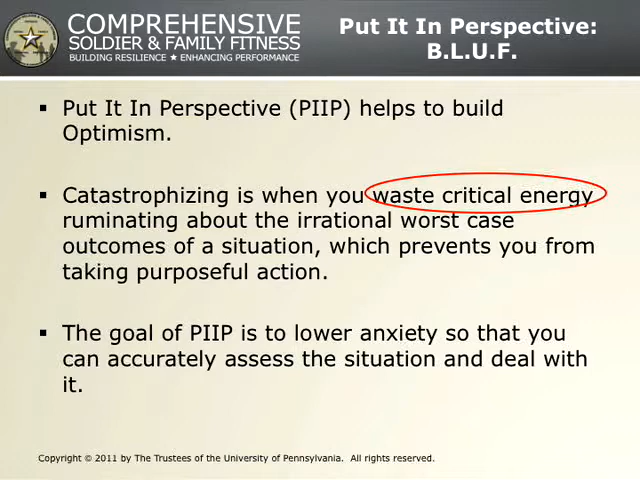 COMPREHENSIVE
SOLDIER & FAMILY FITNESS
BUILDING RESILIENCE ★ ENHANCING PERFORMANCE
Put It In Perspective:
B.L.U.F.
▪ Put It In Perspective (PIIP) helps to build
Optimism.
▪ Catastrophizing is when you waste critical energy
ruminating about the irrational worst case
outcomes of a situation, which prevents you from
taking purposeful action.
▪ The goal of PIIP is to lower anxiety so that you
can accurately assess the situation and deal with
it.
Copyright © 2011 by The Trustees of the University of Pennsylvania. All rights reserved.